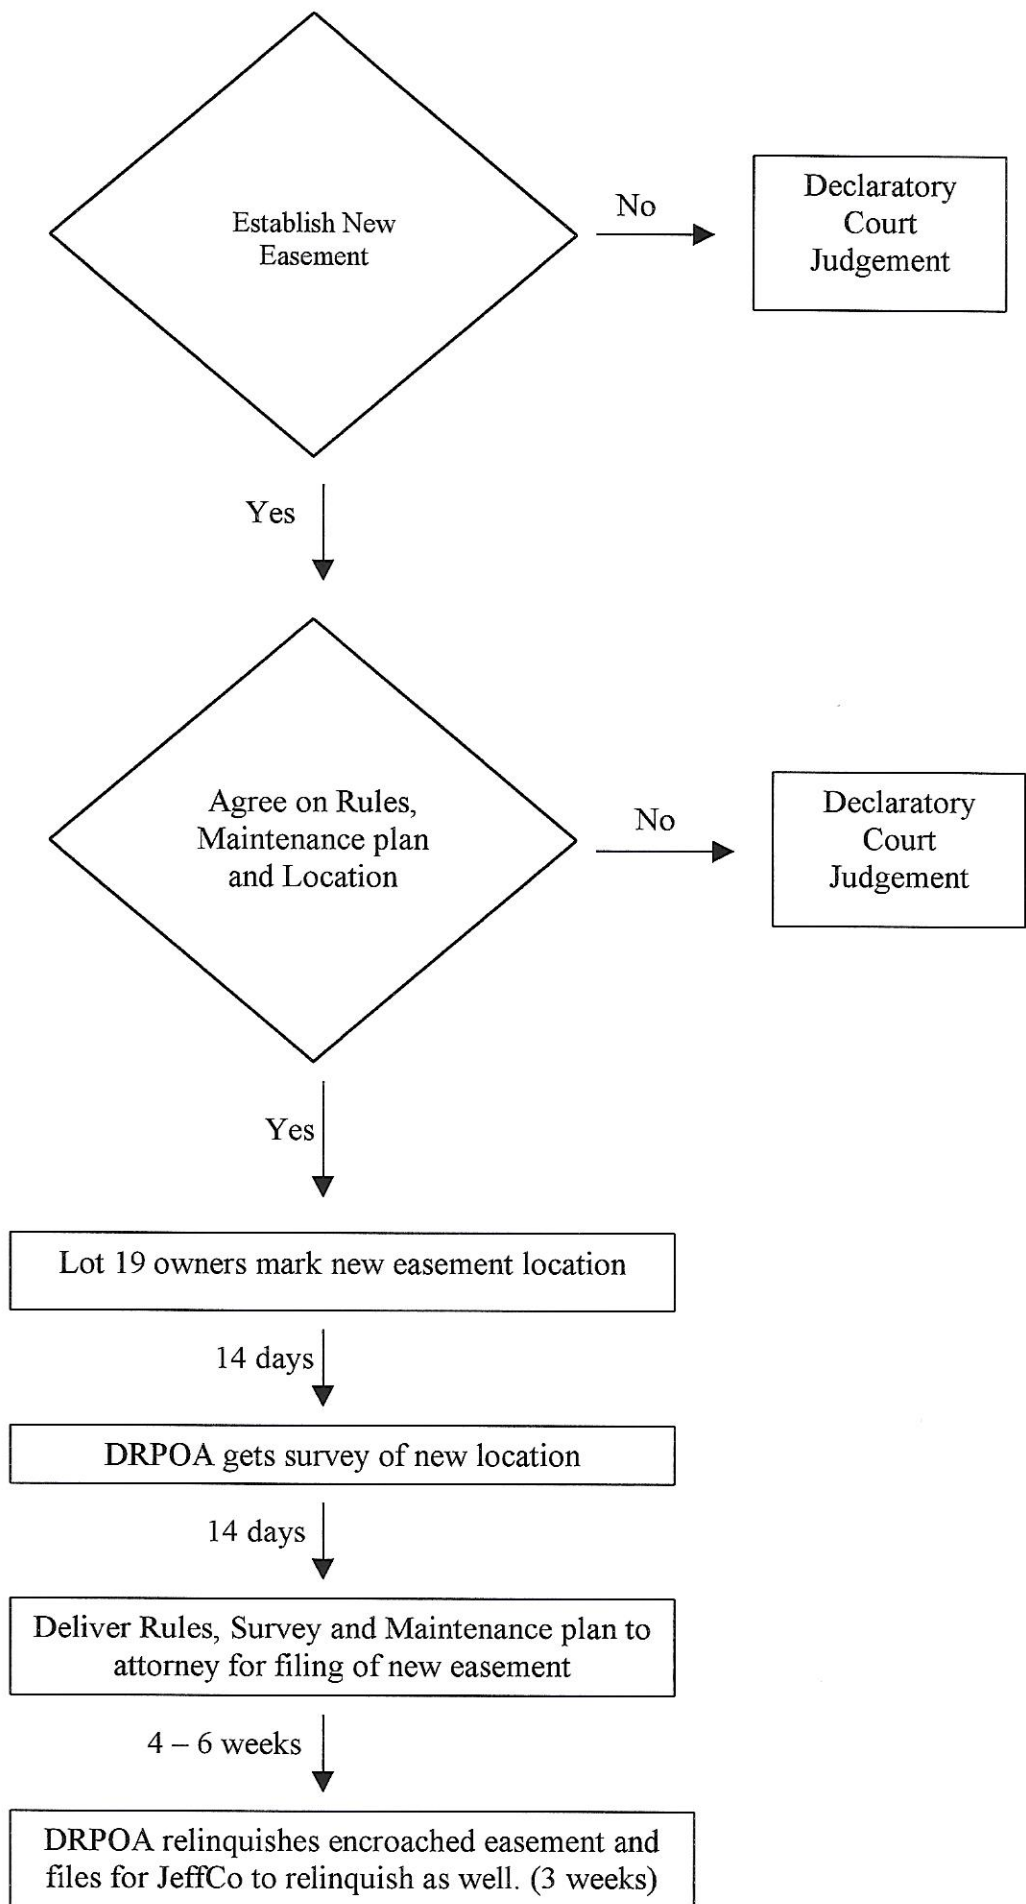 Establish New
Easement
No
Declaratory
Court
Judgement
Yes
Agree on Rules,
Maintenance plan
and Location
No
Declaratory
Court
Judgement
Yes
Lot 19 owners mark new easement location
14 days
DRPOA gets survey of new location
14 days
Deliver Rules, Survey and Maintenance plan to
attorney for filing of new easement
4 – 6 weeks
DRPOA relinquishes encroached easement and
files for JeffCo to relinquish as well. (3 weeks)